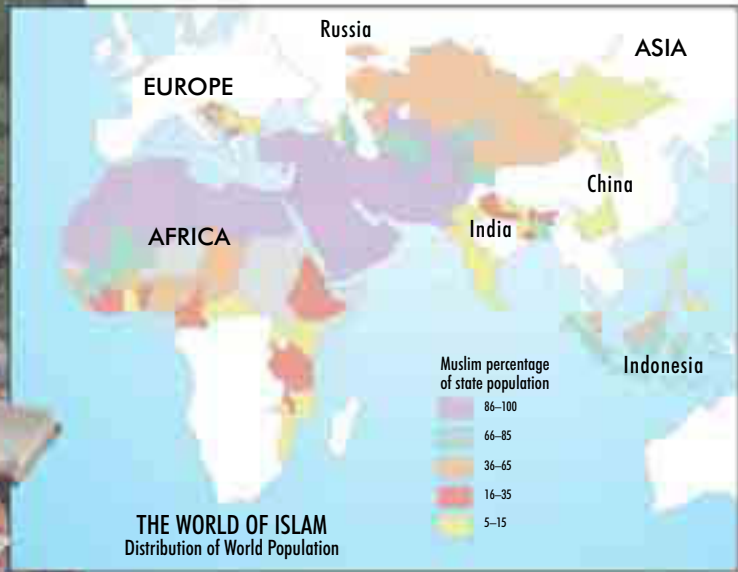 Russia
ASIA
EUROPE
China
AFRICA
India
Indonesia
Muslim percentage
of state population
86–100
66–85
36–65
16–35
5–15
THE WORLD OF ISLAM
Distribution of World Population